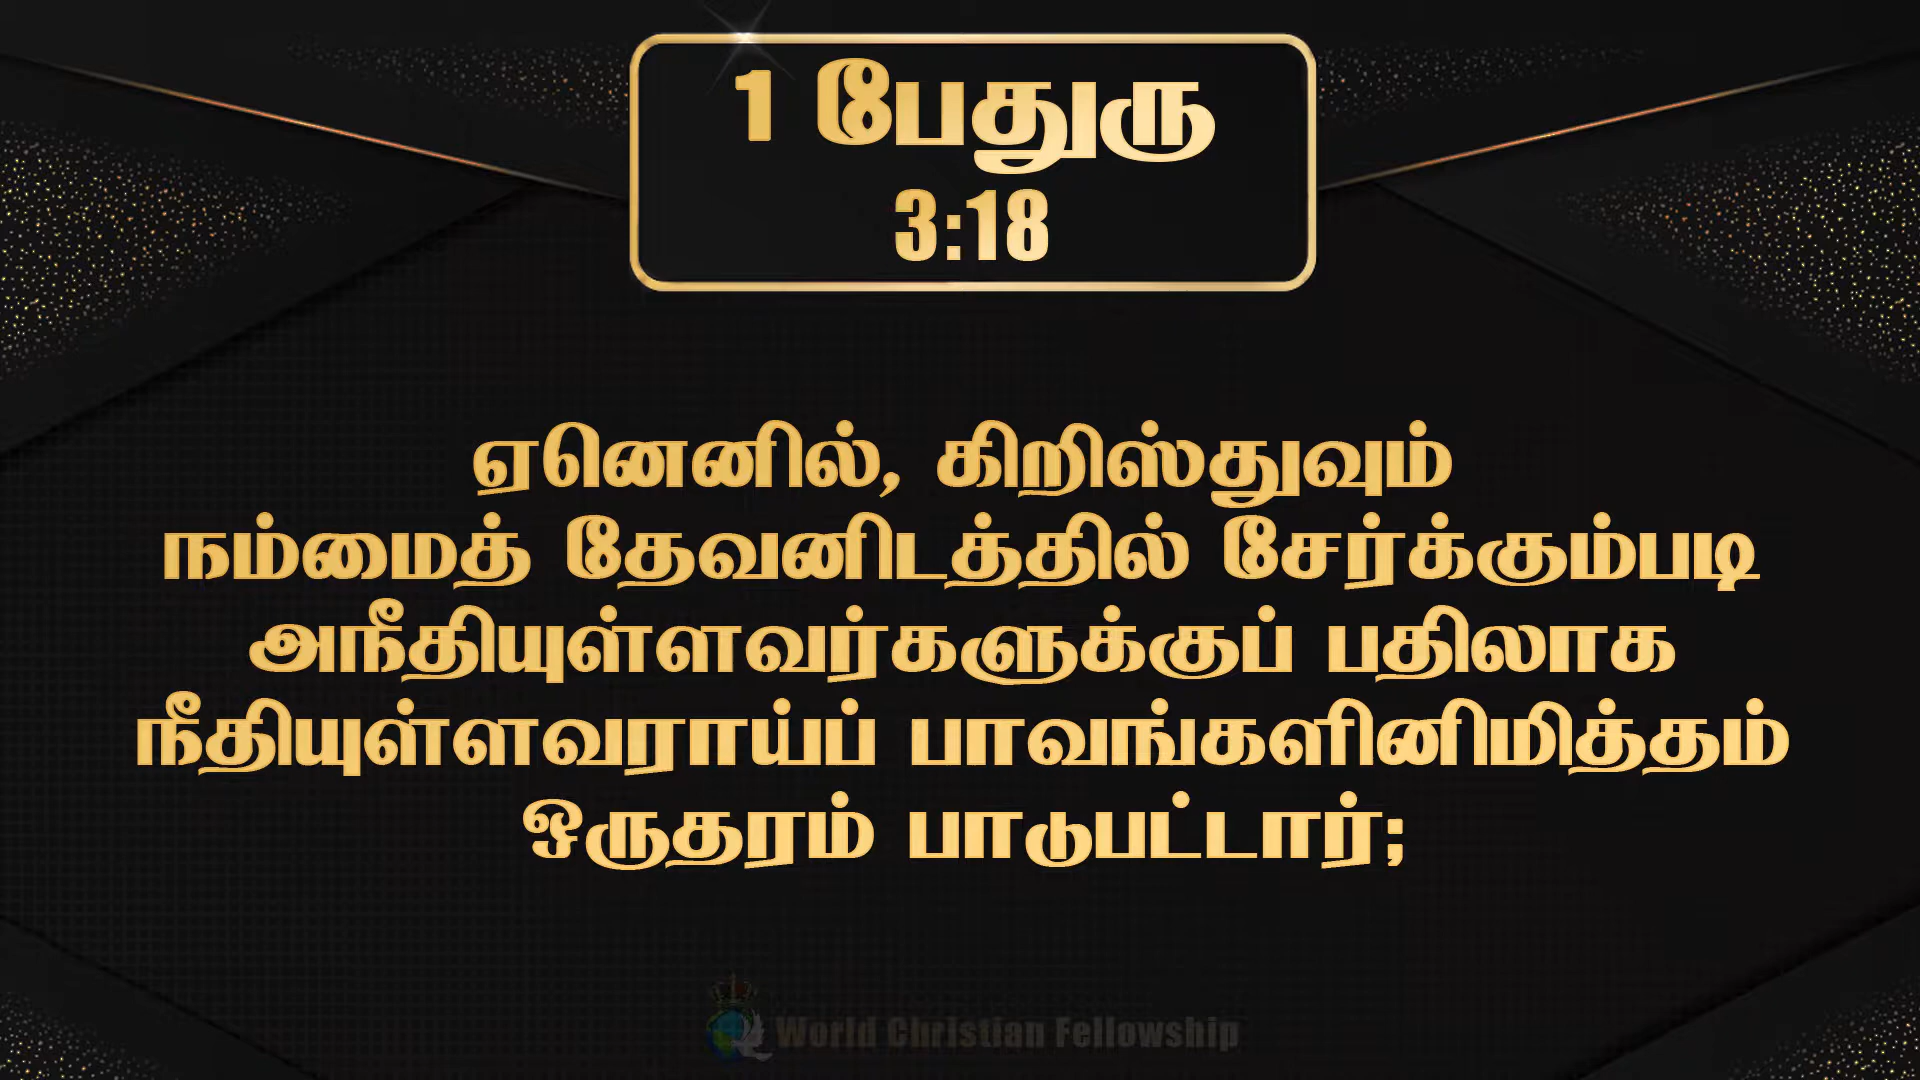 1 பேதுரு
3:18
ஏனெனில், கிறிஸ்துவும்
நம்மைத் தேவனிடத்தில் சேர்க்கும்படி
அநீதியுள்ளவர்களுக்குப் பதிலாக
நீதியுள்ளவராய்ப் பாவங்களினிமித்தம்
ஒருதரம் பாடுபட்டார்;
World Christian Fellowship